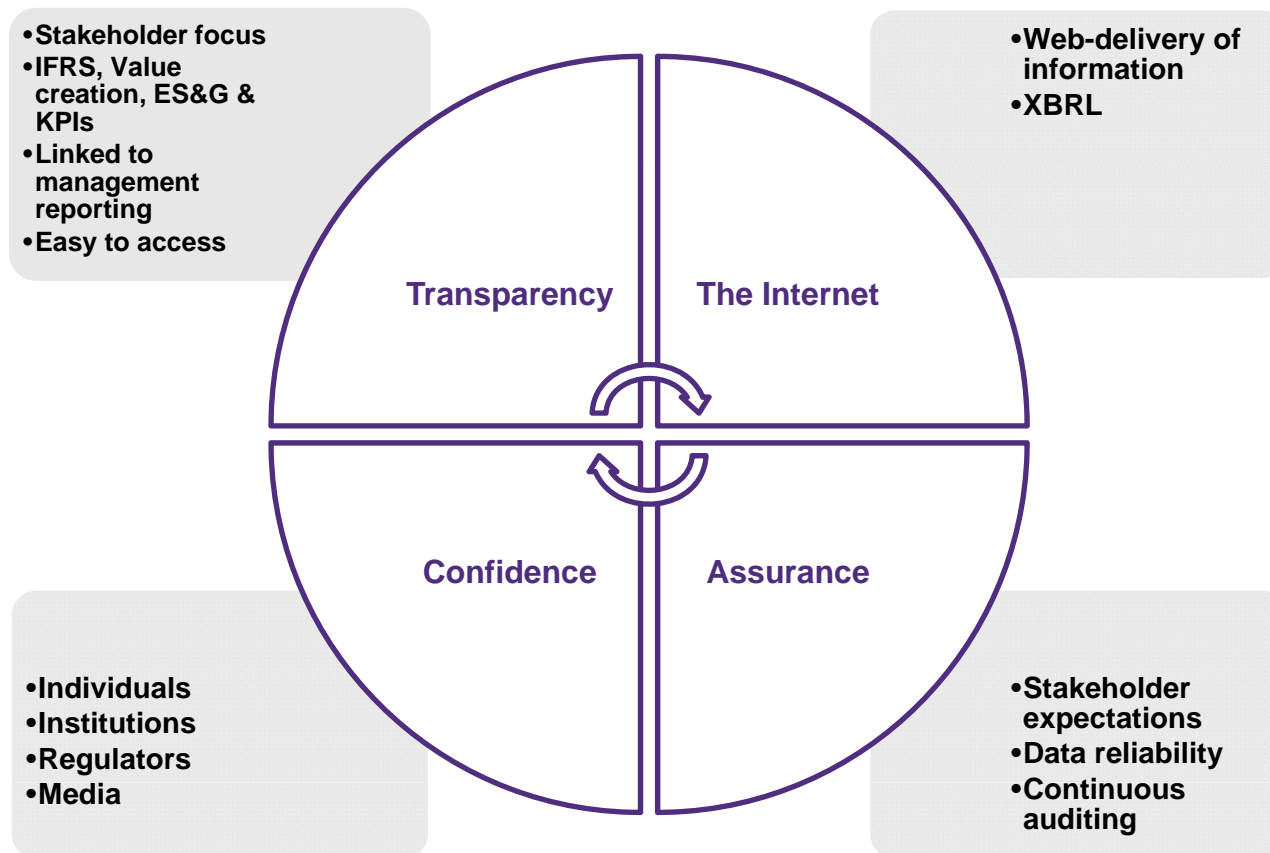 •Stakeholder focus
•IFRS, Value
creation, ES&G &
KPIs
•Linked to
management
reporting
•Easy to access
•Web-delivery of
information
•XBRL
Transparency
The Internet
Confidence
Assurance
•Individuals
•Institutions
•Regulators
•Media
•Stakeholder
expectations
•Data reliability
•Continuous
auditing